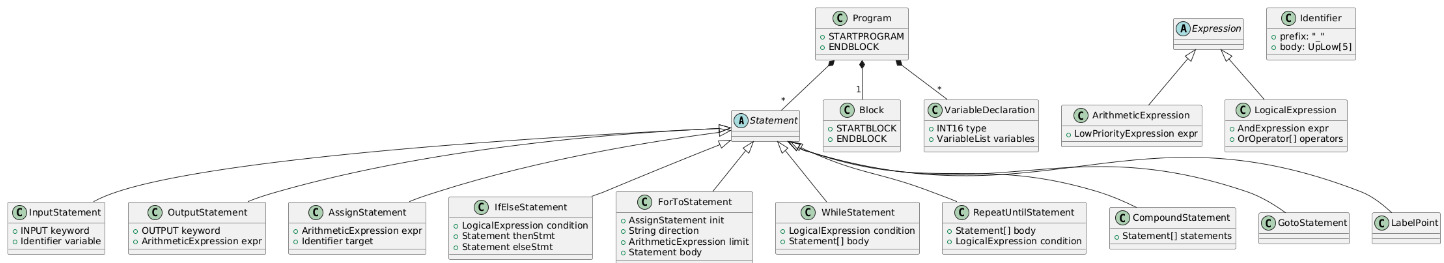 C Program
STARTPROGRAM
ENDBLOCK
A Expression
C Identifier
prefix: "_"
body: UpLow[5]
*
1
*
A Statement
C Block
STARTBLOCK
ENDBLOCK
C VariableDeclaration
INT16 type
VariableList variables
C ArithmeticExpression
LowPriorityExpression expr
C LogicalExpression
AndExpression expr
OrOperator[] operators
C InputStatement
INPUT keyword
Identifier variable
C OutputStatement
OUTPUT keyword
ArithmeticExpression expr
C AssignStatement
ArithmeticExpression expr
Identifier target
C IfElseStatement
LogicalExpression condition
Statement thenStmt
Statement elseStmt
C ForToStatement
AssignStatement init
String direction
ArithmeticExpression limit
Statement body
C WhileStatement
LogicalExpression condition
Statement[] body
C RepeatUntilStatement
Statement[] body
LogicalExpression condition
C CompoundStatement
Statement[] statements
C GotoStatement
C LabelPoint